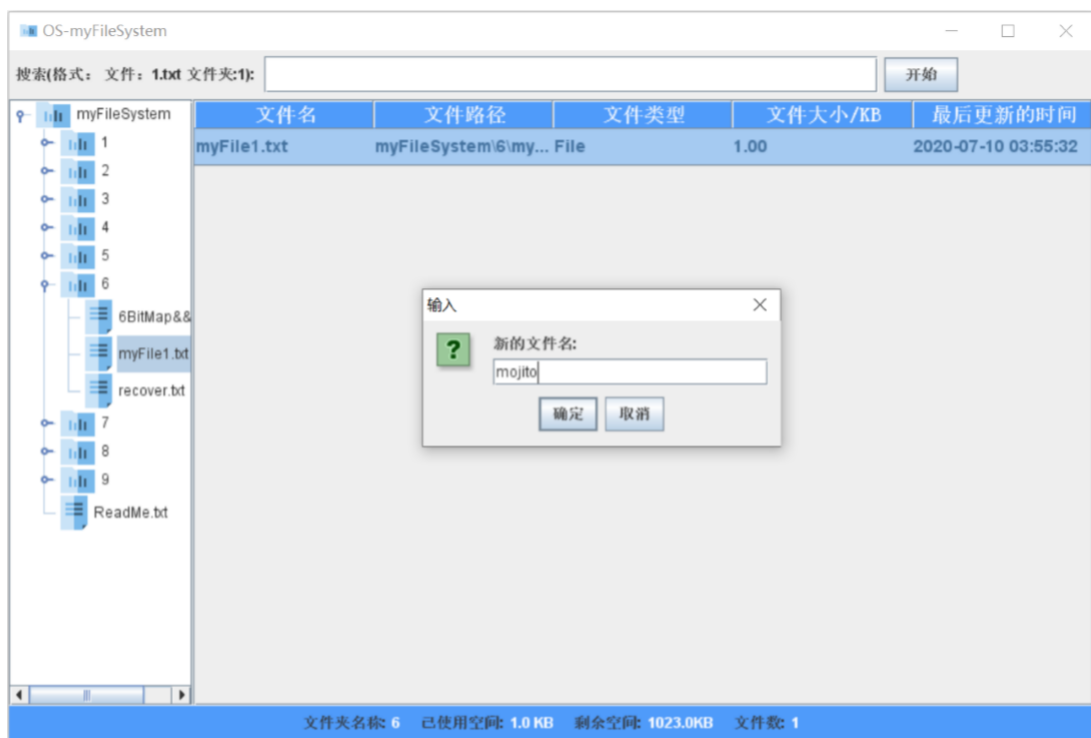 OS-myFileSystem
搜索(格式： 文件：1.txt 文件夹:1):
开始
myFileSystem
文件名 文件路径 文件类型 文件大小/KB 最后更新的时间
1
myFile1.txt myFileSystem\6\my... File 1.00 2020-07-10 03:55:32
2
3
4
5
6
6BitMap&&
myFile1.txt
recover.txt
7
8
9
ReadMe.txt
输入
?
新的文件名:
mojito
确定 取消
文件夹名称: 6 已使用空间: 1.0 KB 剩余空间: 1023.0KB 文件数: 1